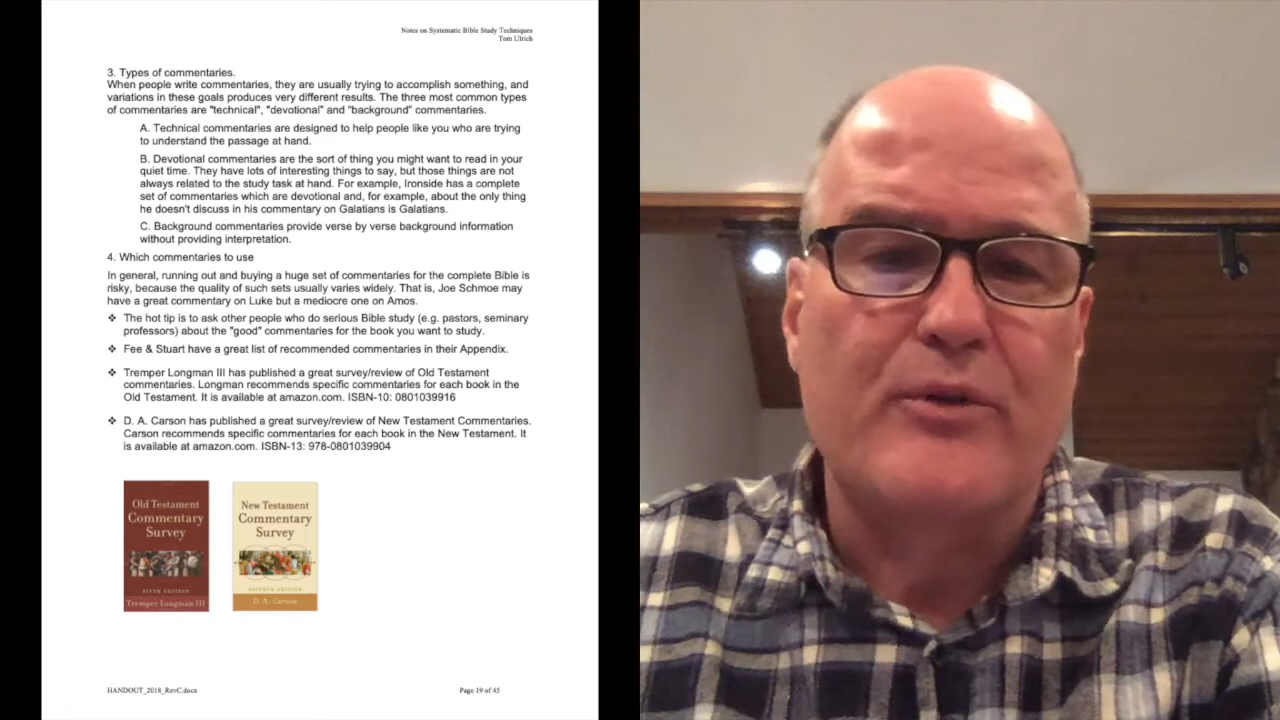 Notes on Systematic Bible Study Techniques
Tom Ulrich
3. Types of commentaries.
When people write commentaries, they are usually trying to accomplish something, and
variations in these goals produces very different results. The three most common types
of commentaries are "technical", "devotional" and "background" commentaries.
A. Technical commentaries are designed to help people like you who are trying
to understand the passage at hand.
B. Devotional commentaries are the sort of thing you might want to read in your
quiet time. They have lots of interesting things to say, but those things are not
always related to the study task at hand. For example, Ironside has a complete
set of commentaries which are devotional and, for example, about the only thing
he doesn't discuss in his commentary on Galatians is Galatians.
C. Background commentaries provide verse by verse background information
without providing interpretation.
4. Which commentaries to use
In general, running out and buying a huge set of commentaries for the complete Bible is
risky, because the quality of such sets usually varies widely. That is, Joe Schmoe may
have a great commentary on Luke but a mediocre one on Amos.
❖ The hot tip is to ask other people who do serious Bible study (e.g. pastors, seminary
professors) about the "good" commentaries for the book you want to study.
❖ Fee & Stuart have a great list of recommended commentaries in their Appendix.
❖ Tremper Longman III has published a great survey/review of Old Testament
commentaries. Longman recommends specific commentaries for each book in the
Old Testament. It is available at amazon.com. ISBN-10: 0801039916
❖ D. A. Carson has published a great survey/review of New Testament Commentaries.
Carson recommends specific commentaries for each book in the New Testament. It
is available at amazon.com. ISBN-13: 978-0801039904
Old Testament
Commentary
Survey
FIFTH EDITION
Tremper Longman III
New Testament
Commentary
Survey
SEVENTH EDITION
D. A. Carson
HANDOUT_2018_RevC.docx
Page 19 of 45